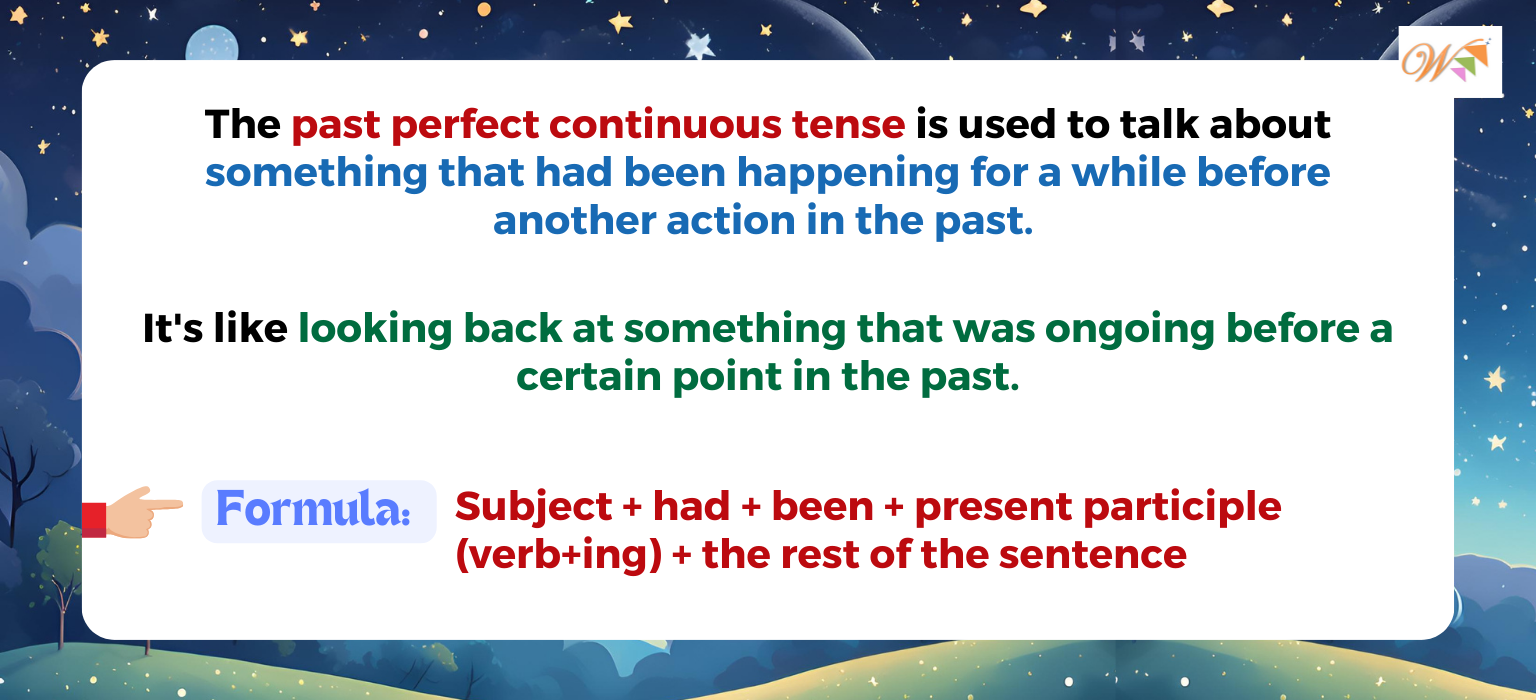 The past perfect continuous tense is used to talk about
something that had been happening for a while before
another action in the past.
It's like looking back at something that was ongoing before a
certain point in the past.
Formula: Subject + had + been + present participle
(verb+ing) + the rest of the sentence
W